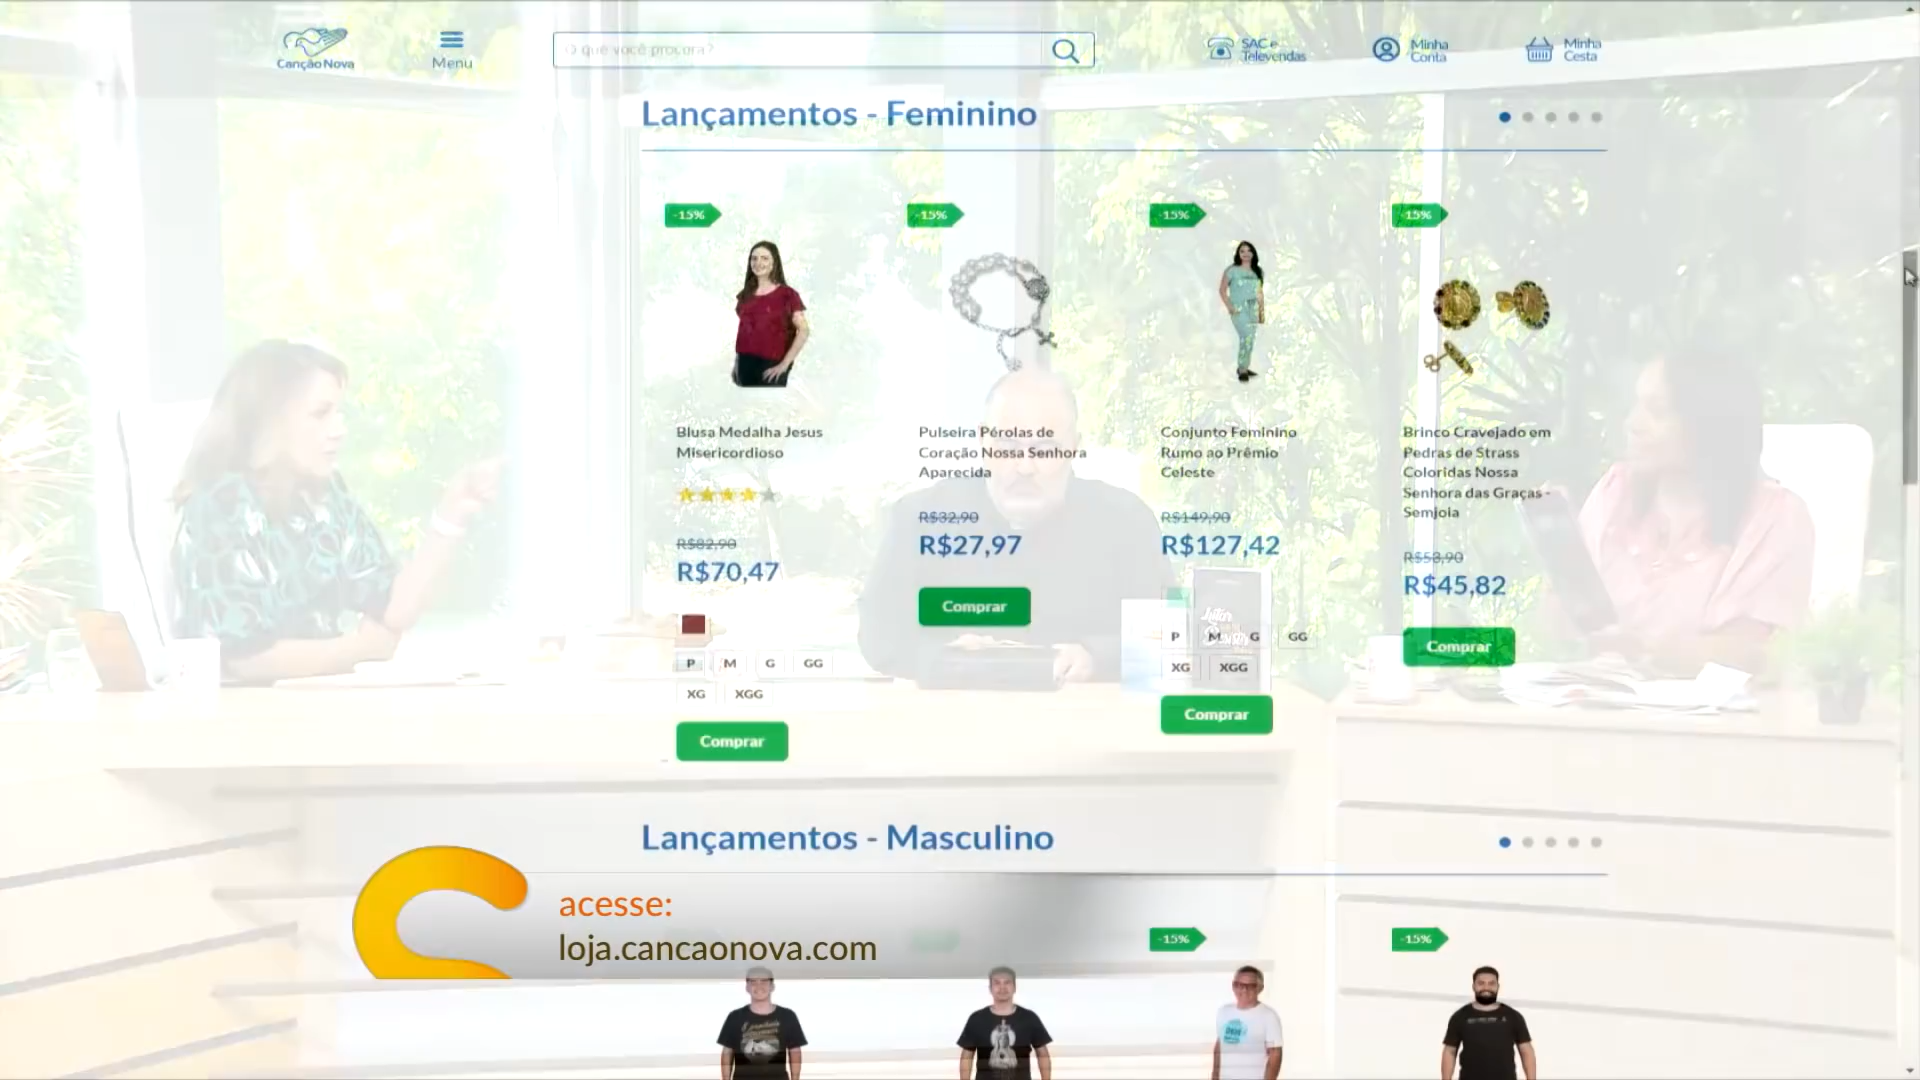 Canção Nova
Menu
O que você procura?
SAC e
Televendas
Minha
Conta
Minha
Cesta
Lançamentos - Feminino
-15%
-15%
-15%
-15%
Blusa Medalha Jesus
Misericordioso
R$82,90
R$70,47
P M G GG
XG XGG
Comprar
Pulseira Pérolas de
Coração Nossa Senhora
Aparecida
R$32,90
R$27,97
Comprar
Conjunto Feminino
Rumo ao Prêmio
Celeste
R$149,90
R$127,42
P M G GG
XG XGG
Comprar
Brinco Cravejado em
Pedras de Strass
Coloridas Nossa
Senhora das Graças -
Semijoia
R$53,90
R$45,82
Comprar
Lançamentos - Masculino
-15%
-15%
acesse:
loja.cancaonova.com